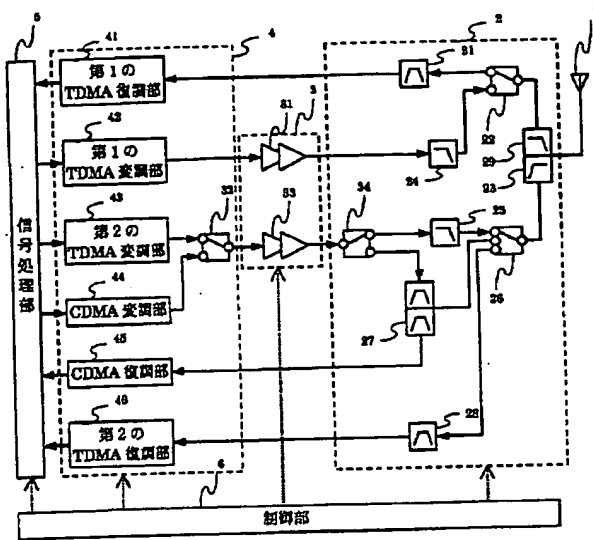 5
41
4
2
第1の
TDMA 復調部
21
22
42
3
31
第1の
TDMA 変調部
24
29
23
43
32
33
34
25
第2の
TDMA 変調部
26
信号処理部
44
CDMA 変調部
27
45
CDMA 復調部
46
28
第2の
TDMA 復調部
6
制御部